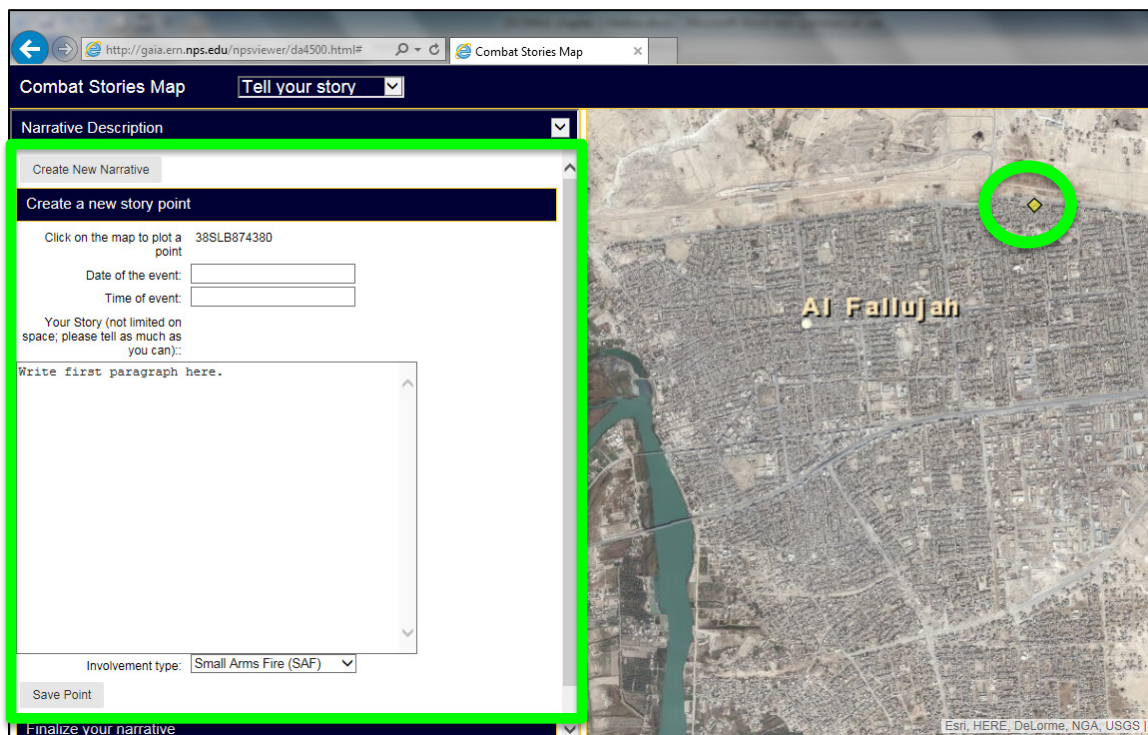 http://gaia.ern.nps.edu/npsviewer/da4500.html#
Combat Stories Map
Combat Stories Map
Tell your story
Narrative Description
Create New Narrative
Create a new story point
Click on the map to plot a
point
38SLB874380
Date of the event:
Time of event:
Your Story (not limited on
space; please tell as much as
you can)::
Write first paragraph here.
Involvement type:
Small Arms Fire (SAF)
Save Point
Finalize your narrative
Al Fallujah
Esri, HERE, DeLorme, NGA, USGS |